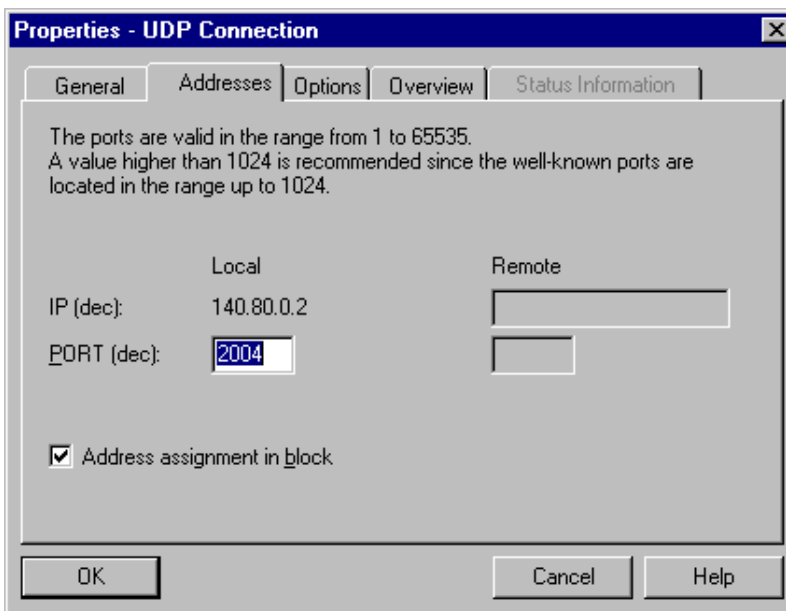 Properties - UDP Connection
General Addresses Options Overview Status Information
The ports are valid in the range from 1 to 65535.
A value higher than 1024 is recommended since the well-known ports are
located in the range up to 1024.
Local Remote
IP (dec): 140.80.0.2
PORT (dec): 2004
Address assignment in block
OK Cancel Help